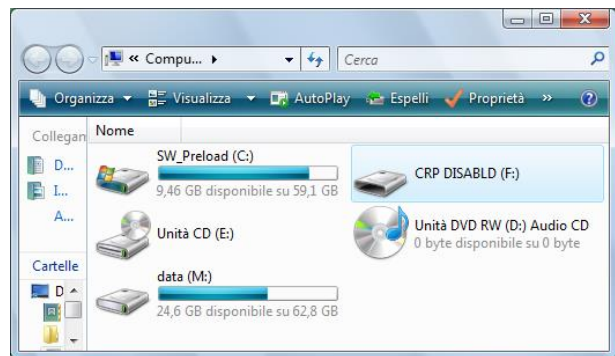 « Compu...
Cerca
Organizza
Visualizza
AutoPlay
Espelli
Proprietà
»
?
Collegan
D...
I...
A...
Cartelle
D
Nome
SW_Preload (C:)
9,46 GB disponibile su 59,1 GB
CRP DISABLD (F:)
Unità CD (E:)
Unità DVD RW (D:) Audio CD
0 byte disponibile su 0 byte
data (M:)
24,6 GB disponibile su 62,8 GB